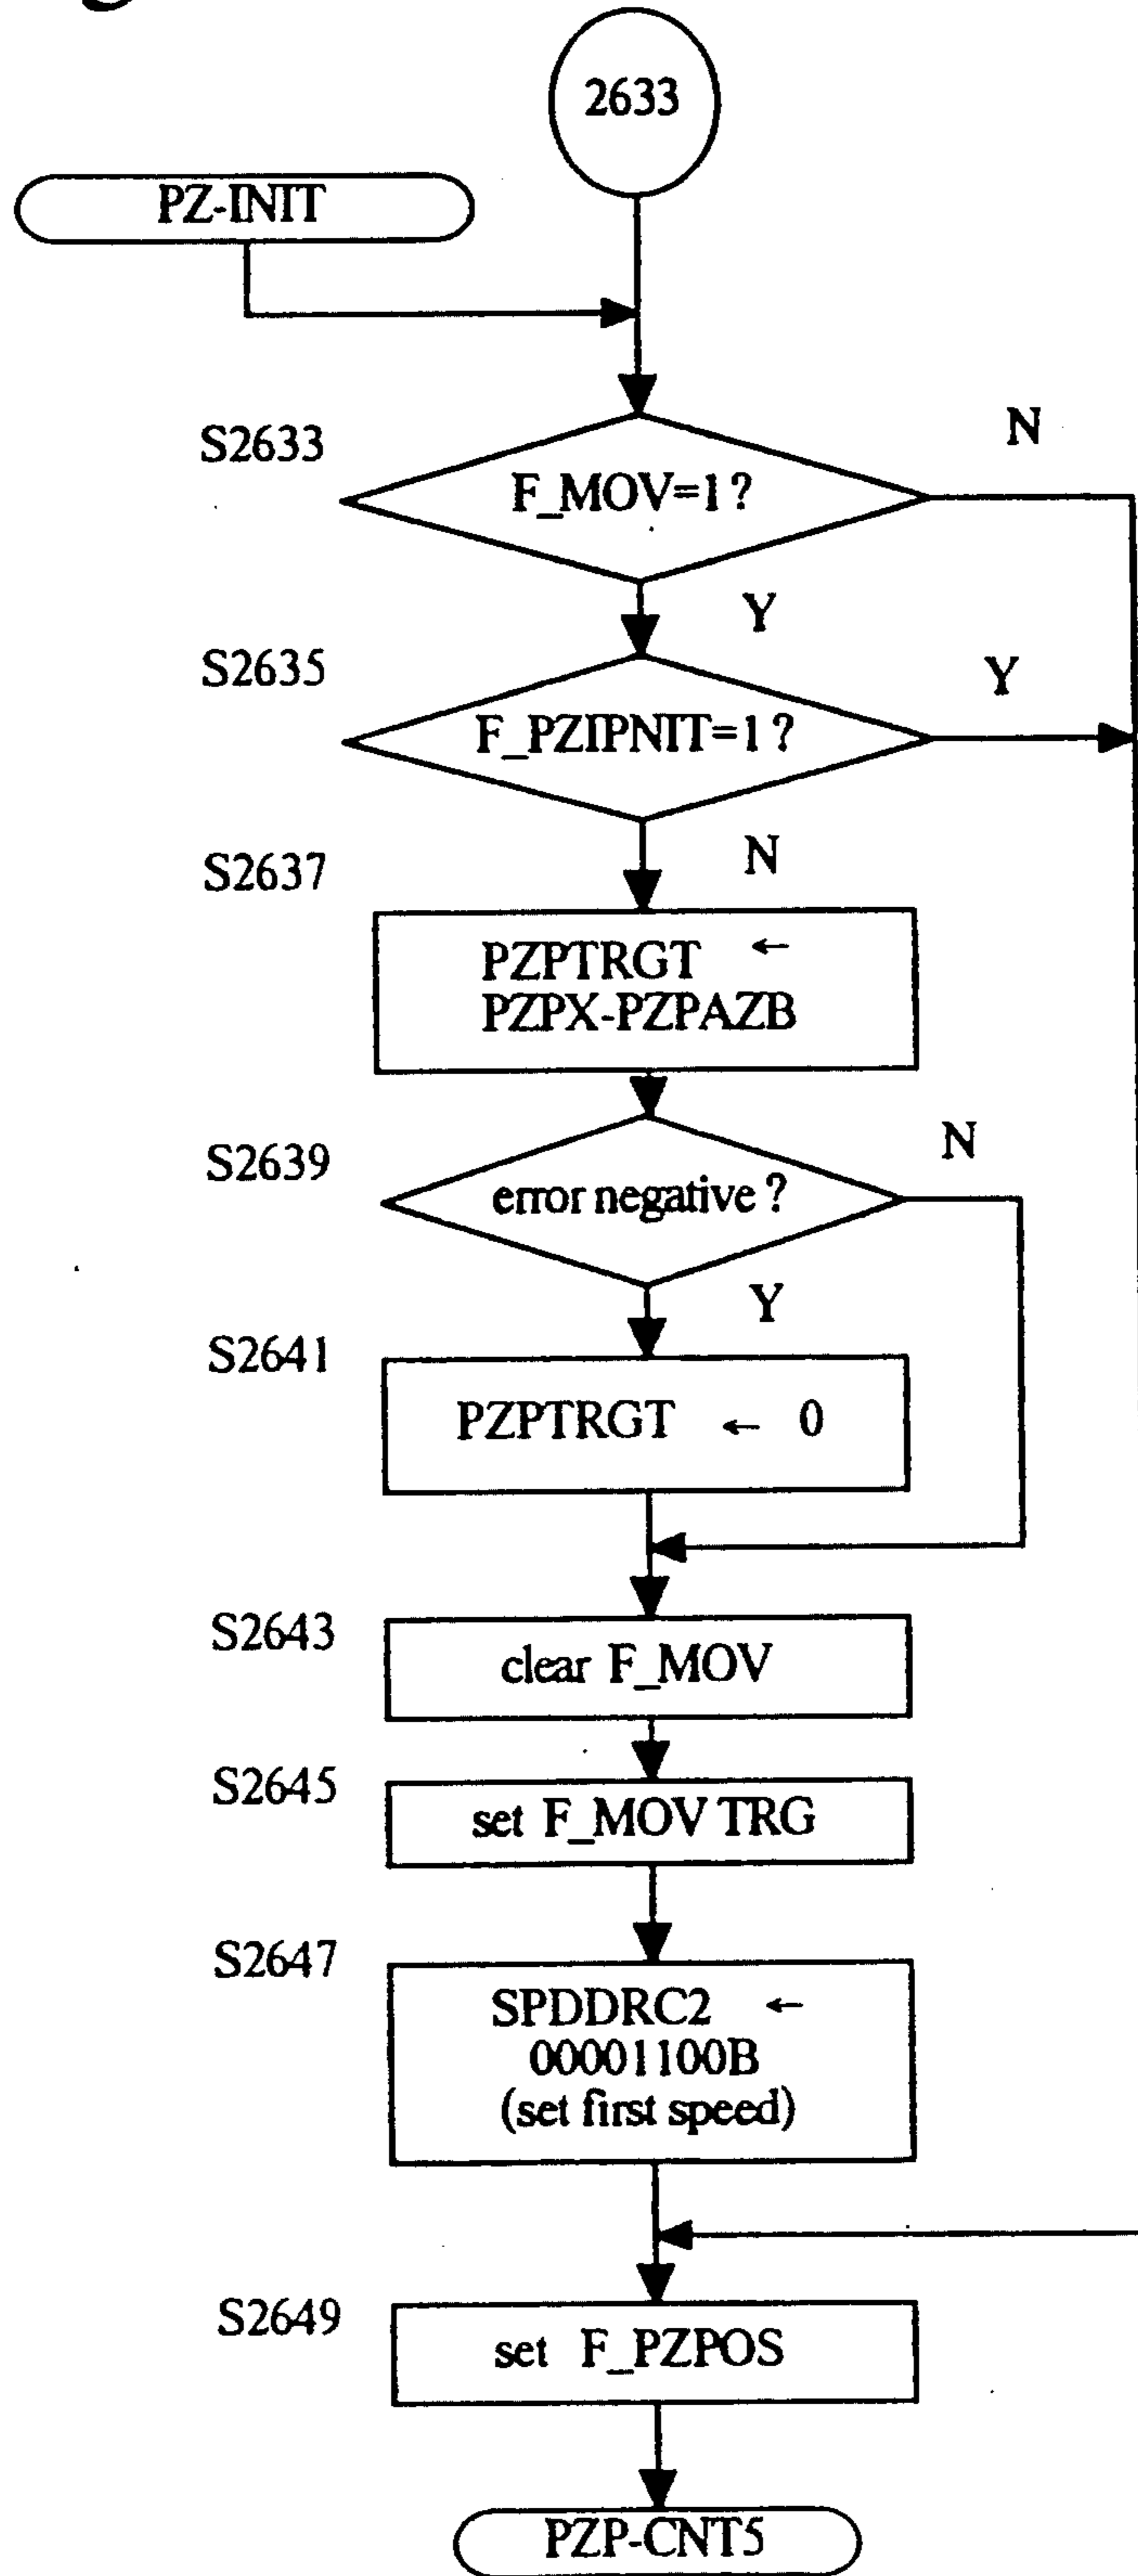 2633
PZ-INIT
S2633
F_MOV=1?
N
Y
S2635
F_PZIPNIT=1?
Y
N
S2637
PZPTRGT ←
PZPX-PZPAZB
S2639
error negative ?
N
Y
S2641
PZPTRGT ← 0
S2643
clear F_MOV
S2645
set F_MOV TRG
S2647
SPDDRC2 ←
00001100B
(set first speed)
S2649
set F_PZPOS
PZP-CNT5